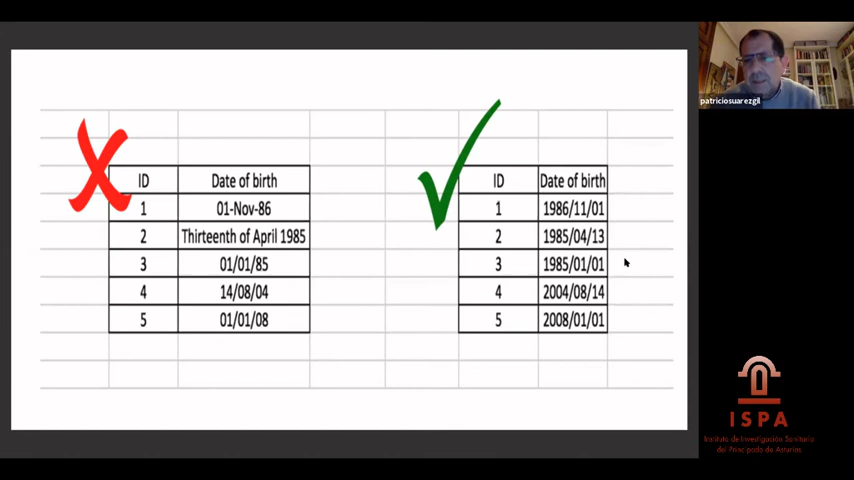 patriciosuarezgil
ID Date of birth
1 01-Nov-86
2 Thirteenth of April 1985
3 01/01/85
4 14/08/04
5 01/01/08
ID Date of birth
1 1986/11/01
2 1985/04/13
3 1985/01/01
4 2004/08/14
5 2008/01/01
ISPA
Instituto de Investigación Sanitaria
del Principado de Asturias